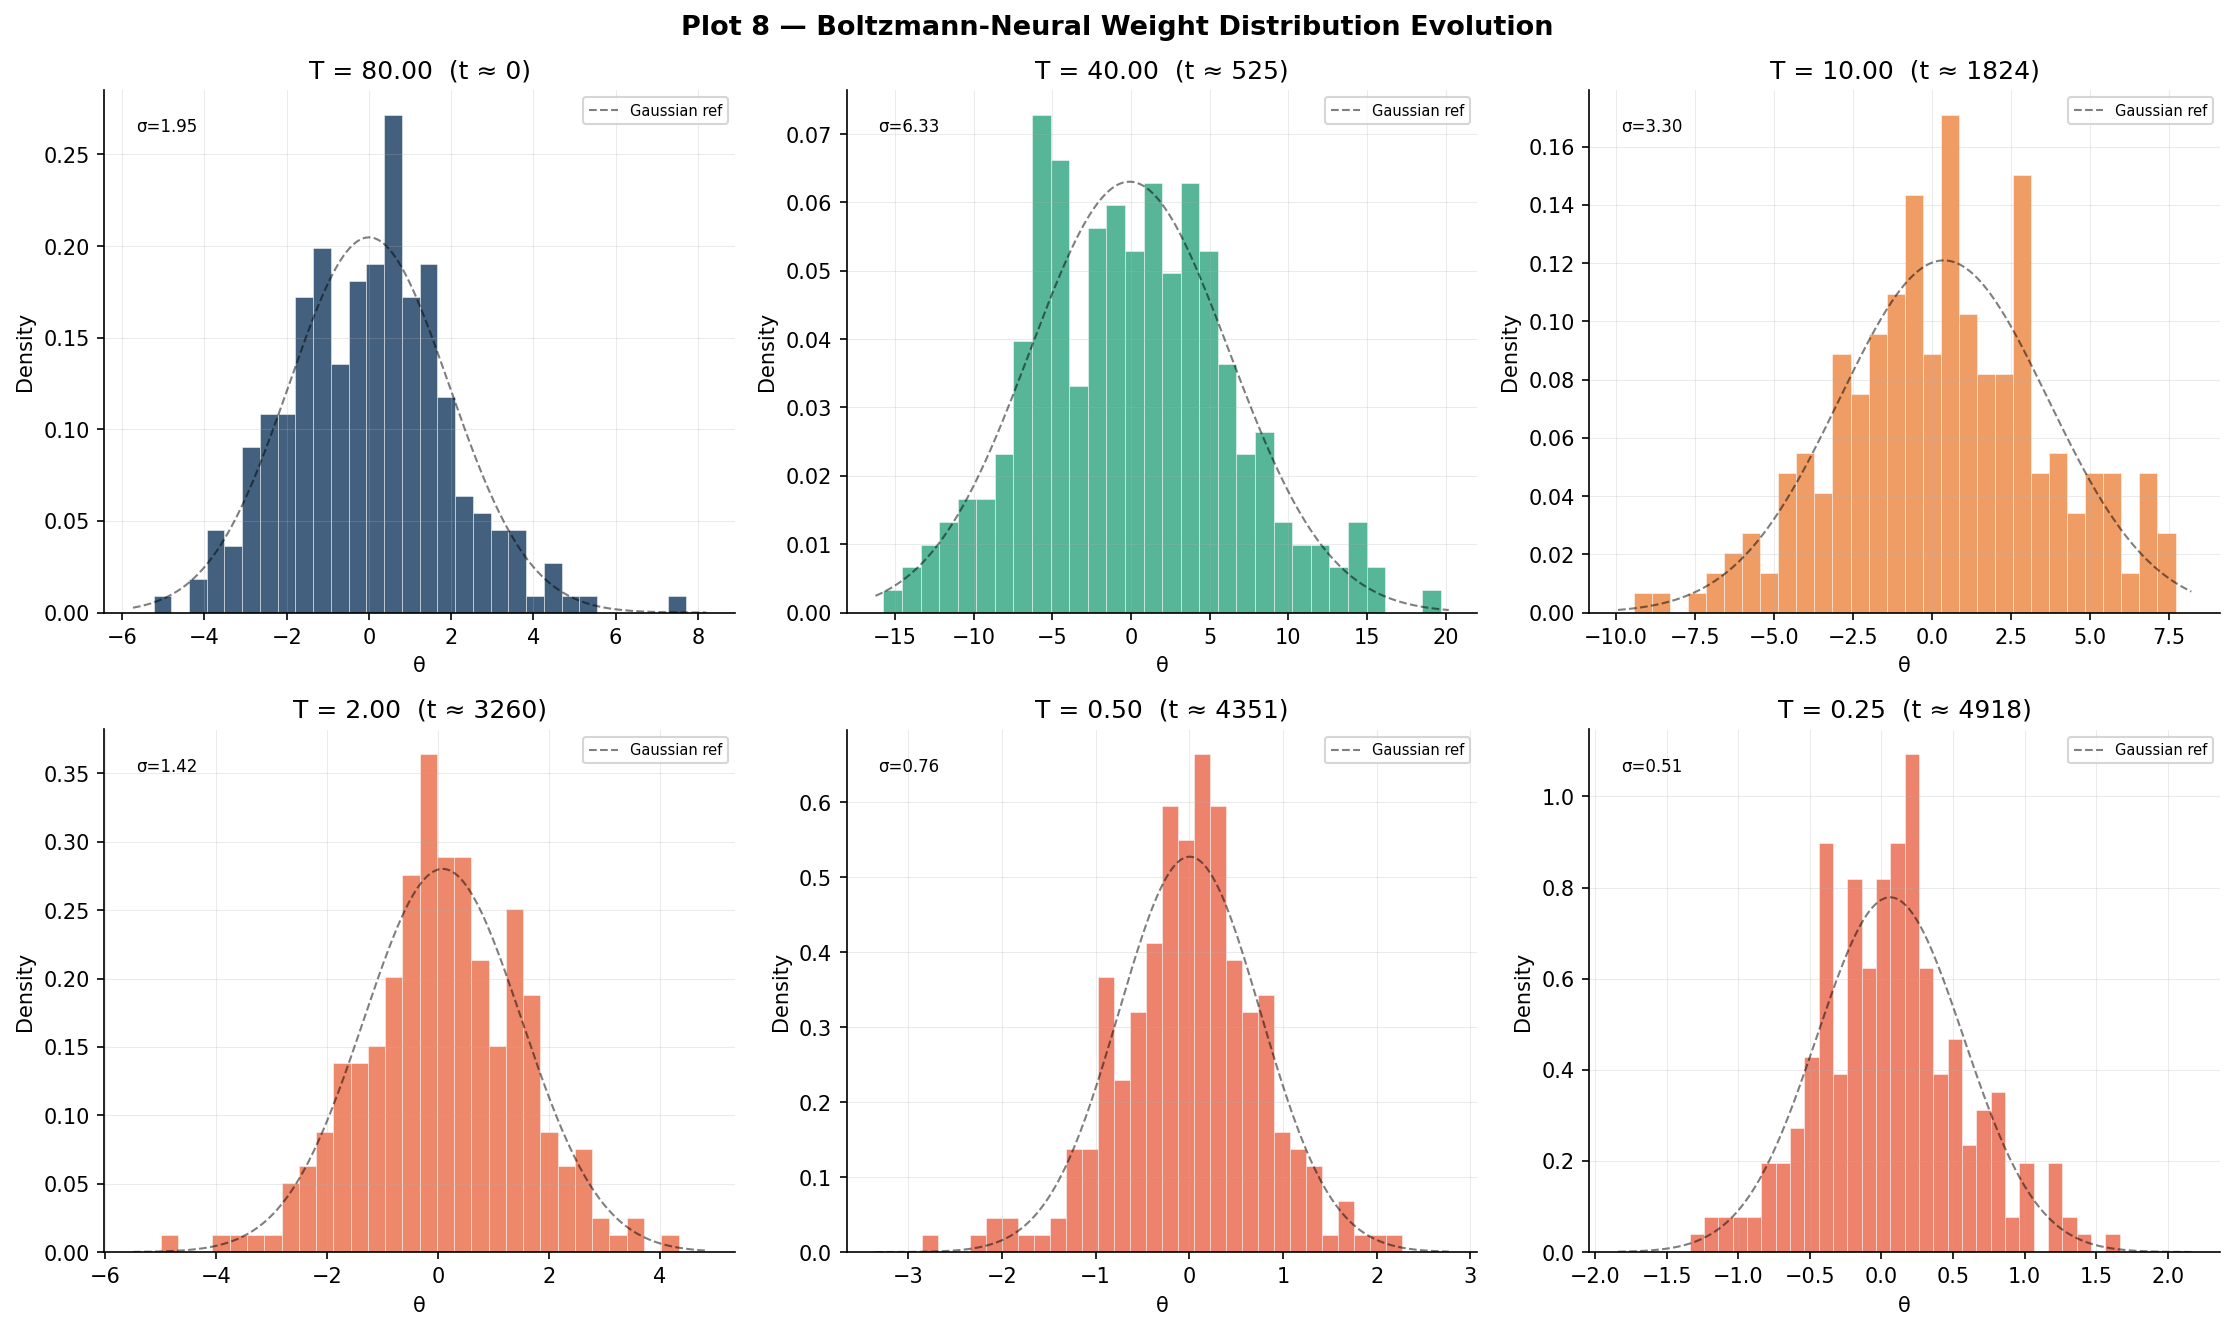 Plot 8 — Boltzmann-Neural Weight Distribution Evolution
T = 80.00  (t ≈ 0)
σ=1.95
Gaussian ref
Density
0.25
0.20
0.15
0.10
0.05
0.00
−6 −4 −2 0 2 4 6 8
θ
T = 40.00  (t ≈ 525)
σ=6.33
Gaussian ref
Density
0.07
0.06
0.05
0.04
0.03
0.02
0.01
0.00
−15 −10 −5 0 5 10 15 20
θ
T = 10.00  (t ≈ 1824)
σ=3.30
Gaussian ref
Density
0.16
0.14
0.12
0.10
0.08
0.06
0.04
0.02
0.00
−10.0 −7.5 −5.0 −2.5 0.0 2.5 5.0 7.5
θ
T = 2.00  (t ≈ 3260)
σ=1.42
Gaussian ref
Density
0.35
0.30
0.25
0.20
0.15
0.10
0.05
0.00
−6 −4 −2 0 2 4
θ
T = 0.50  (t ≈ 4351)
σ=0.76
Gaussian ref
Density
0.6
0.5
0.4
0.3
0.2
0.1
0.0
−3 −2 −1 0 1 2 3
θ
T = 0.25  (t ≈ 4918)
σ=0.51
Gaussian ref
Density
1.0
0.8
0.6
0.4
0.2
0.0
−2.0 −1.5 −1.0 −0.5 0.0 0.5 1.0 1.5 2.0
θ